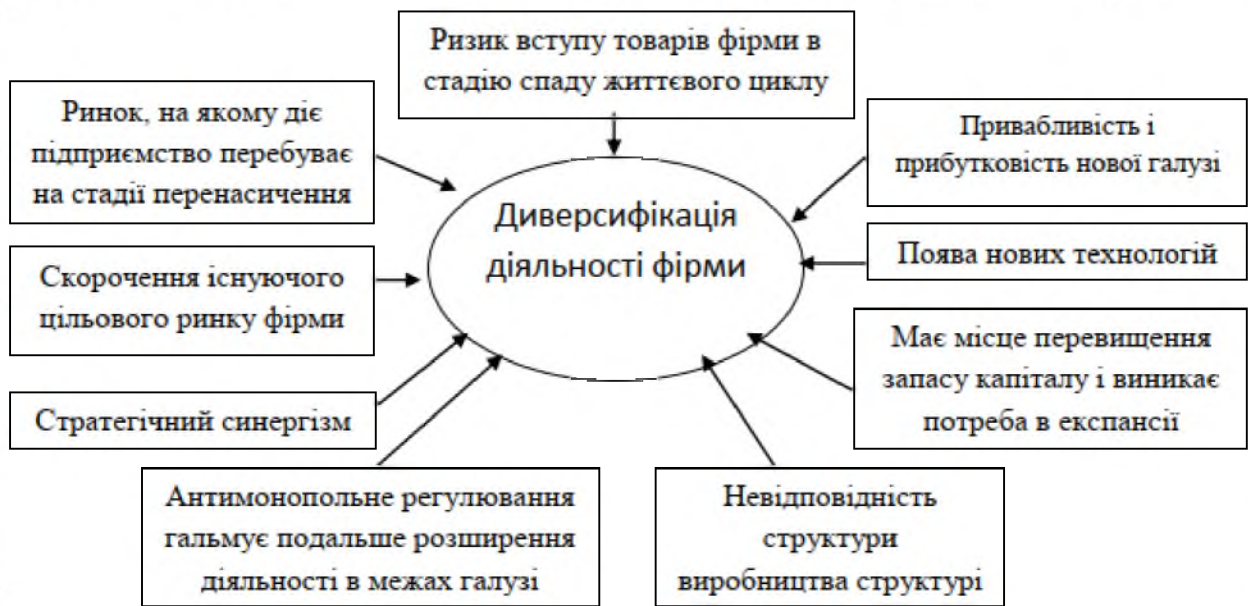 Ризик вступу товарів фірми в
стадію спаду життєвого циклу
Ринок, на якому діє
підприємство перебуває
на стадії перенасичення
Привабливість і
прибутковість нової галузі
Диверсифікація
діяльності фірми
Скорочення існуючого
цільового ринку фірми
Поява нових технологій
Має місце перевищення
запасу капіталу і виникає
потреба в експансії
Стратегічний синергізм
Антимонопольне регулювання
гальмує подальше розширення
діяльності в межах галузі
Невідповідність
структури
виробництва структурі